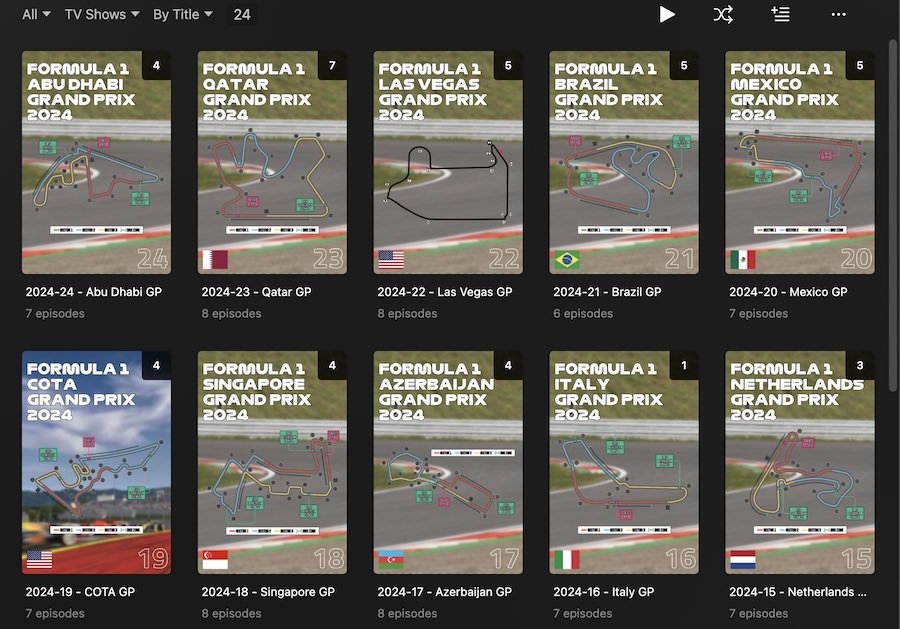 All TV Shows By Title 24
4 7 5 5 5
FORMULA 1
ABU DHABI
GRAND PRIX
2024
24
FORMULA 1
QATAR
GRAND PRIX
2024
23
FORMULA 1
LAS VEGAS
GRAND PRIX
2024
22
FORMULA 1
BRAZIL
GRAND PRIX
2024
21
FORMULA 1
MEXICO
GRAND PRIX
2024
20
2024-24 - Abu Dhabi GP
7 episodes
2024-23 - Qatar GP
8 episodes
2024-22 - Las Vegas GP
8 episodes
2024-21 - Brazil GP
6 episodes
2024-20 - Mexico GP
7 episodes
4 4 4 1 3
FORMULA 1
COTA
GRAND PRIX
2024
19
FORMULA 1
SINGAPORE
GRAND PRIX
2024
18
FORMULA 1
AZERBAIJAN
GRAND PRIX
2024
17
FORMULA 1
ITALY
GRAND PRIX
2024
16
FORMULA 1
NETHERLANDS
GRAND PRIX
2024
15
2024-19 - COTA GP
7 episodes
2024-18 - Singapore GP
8 episodes
2024-17 - Azerbaijan GP
8 episodes
2024-16 - Italy GP
7 episodes
2024-15 - Netherlands ...
7 episodes